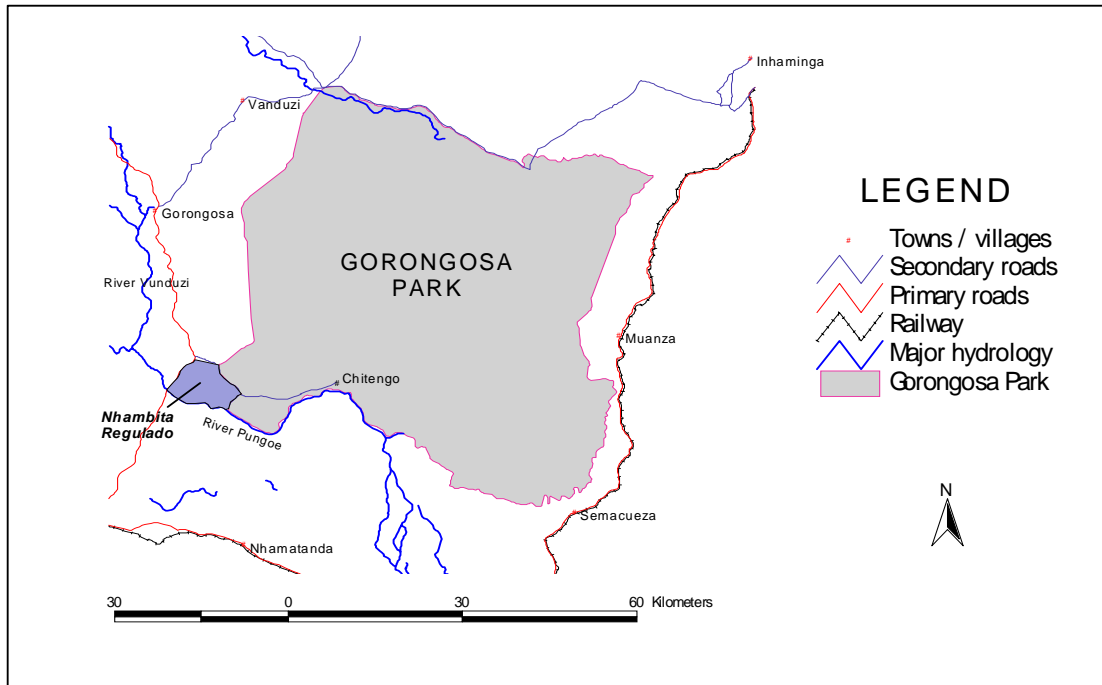 Inhaminga
Vanduzi
Gorongosa
GORONGOSA
PARK
River Vunduzi
Muanza
Chitengo
Nhambita
Regulado
River Pungoe
Semacueza
Nhamatanda
LEGEND
Towns / villages
Secondary roads
Primary roads
Railway
Major hydrology
Gorongosa Park
N
30 0 30 60 Kilometers